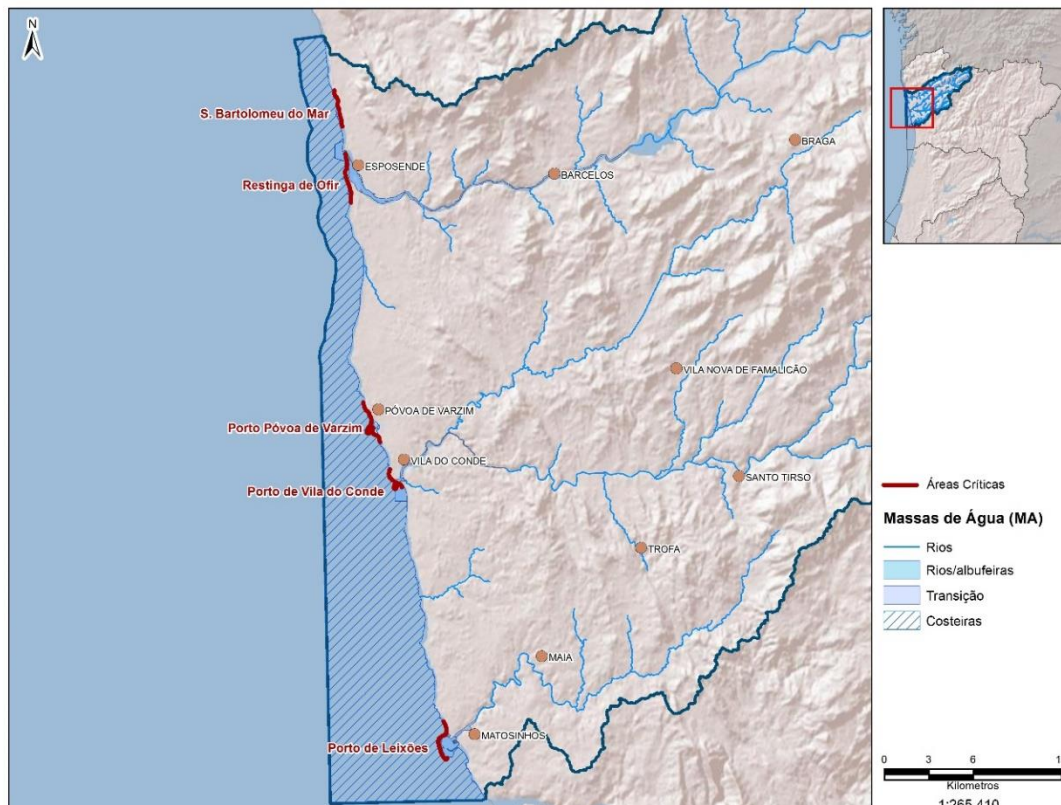 N
S. Bartolomeu do Mar
BRAGA
ESPOSENDE
BARCELOS
Restinga de Ofir
VILA NOVA DE FAMALICÃO
PÓVOA DE VARZIM
Porto Póvoa de Varzim
VILA DO CONDE
SANTO TIRSO
Porto de Vila do Conde
TROFA
MAIA
MATOSINHOS
Porto de Leixões
Áreas Críticas
Massas de Água (MA)
Rios
Rios/albufeiras
Transição
Costeiras
0 3 6
Kilometros
1:265.410